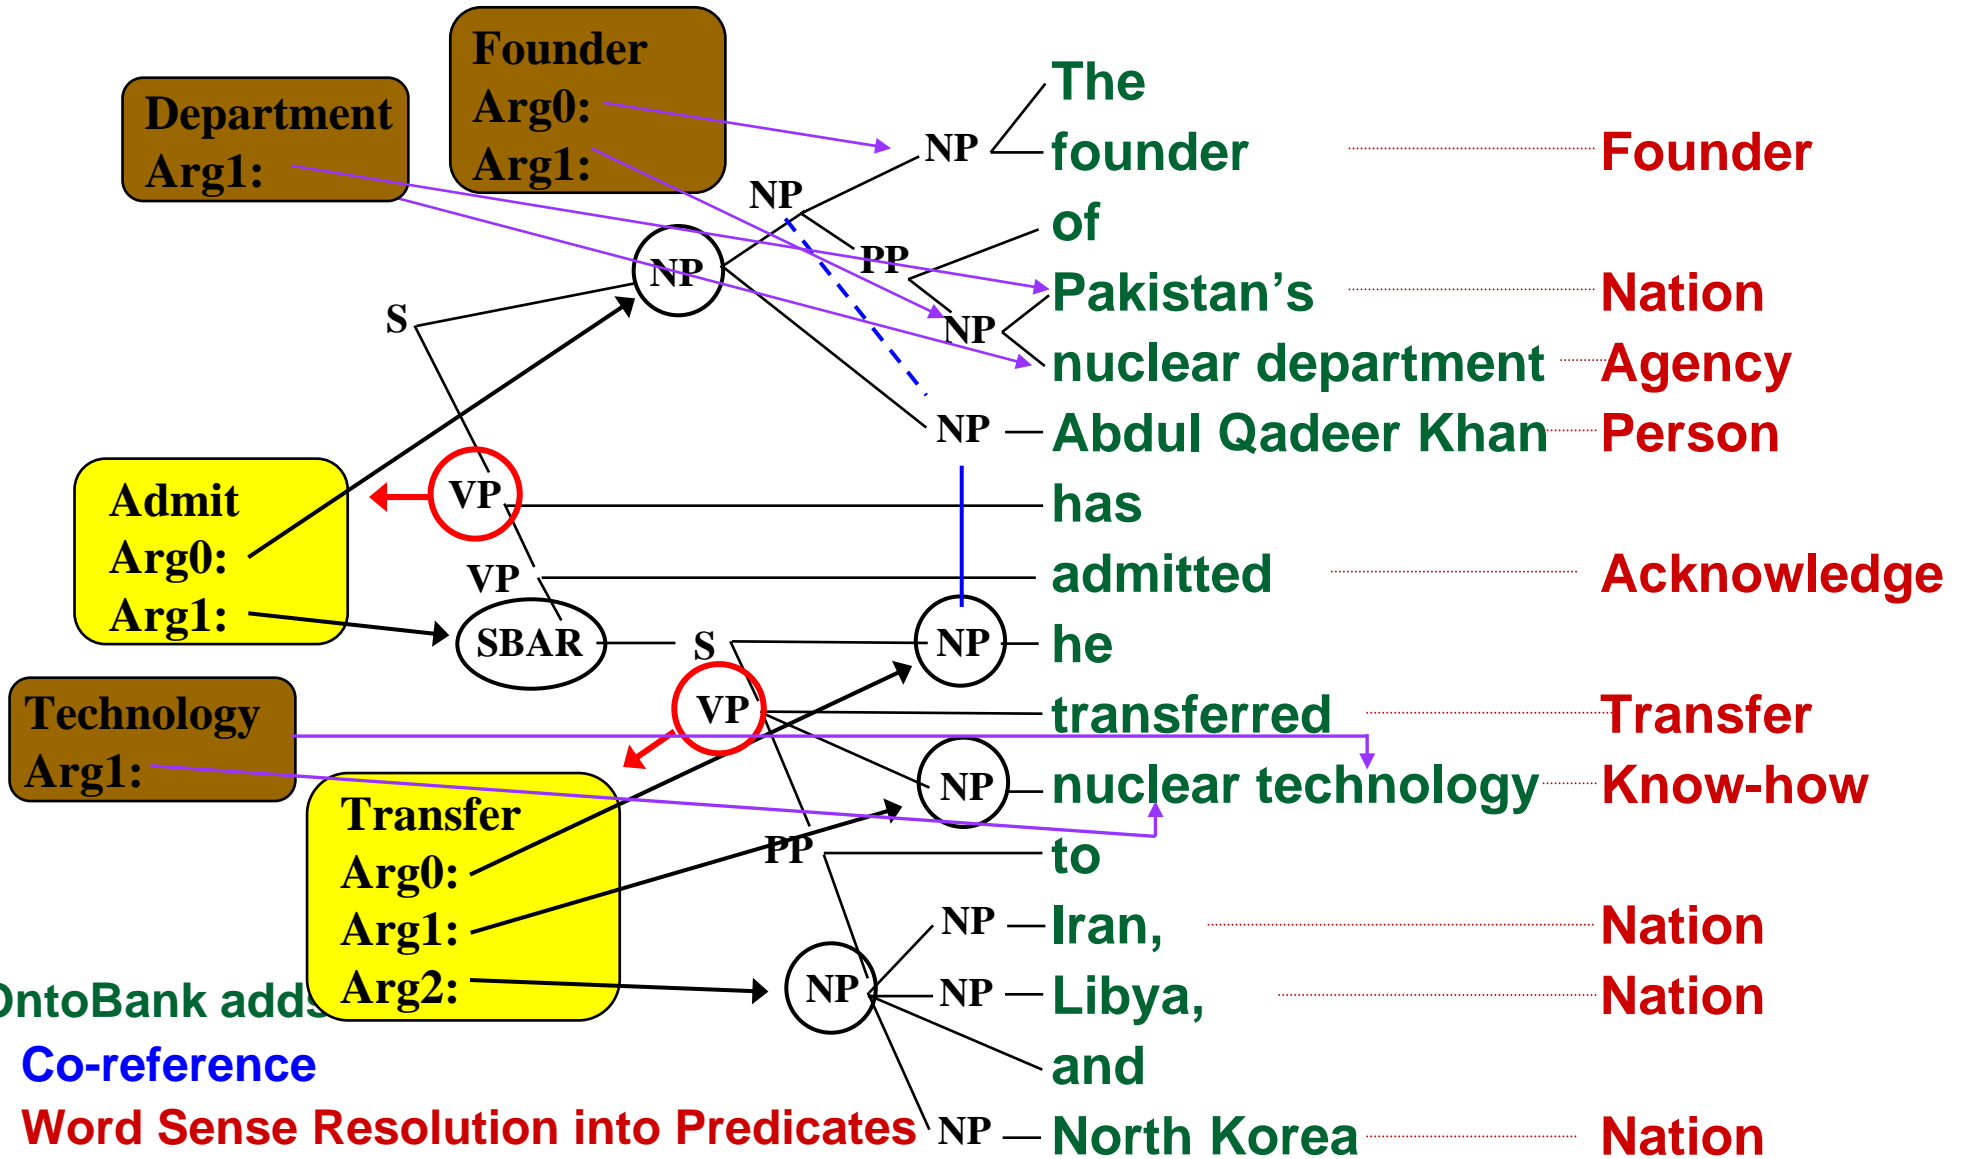 Founder
Arg0:
Arg1:
Department
Arg1:
The
NP
founder
Founder
NP
of
PP
NP
Pakistan’s
Nation
S
NP
nuclear department
Agency
NP
Abdul Qadeer Khan
Person
Admit
Arg0:
Arg1:
VP
has
VP
admitted
Acknowledge
SBAR
S
NP
he
Technology
Arg1:
VP
transferred
Transfer
NP
nuclear technology
Know-how
Transfer
Arg0:
Arg1:
Arg2:
PP
to
NP
Iran,
Nation
NP
NP
Libya,
Nation
OntoBank adds
Co-reference
and
Word Sense Resolution into Predicates
NP
North Korea
Nation